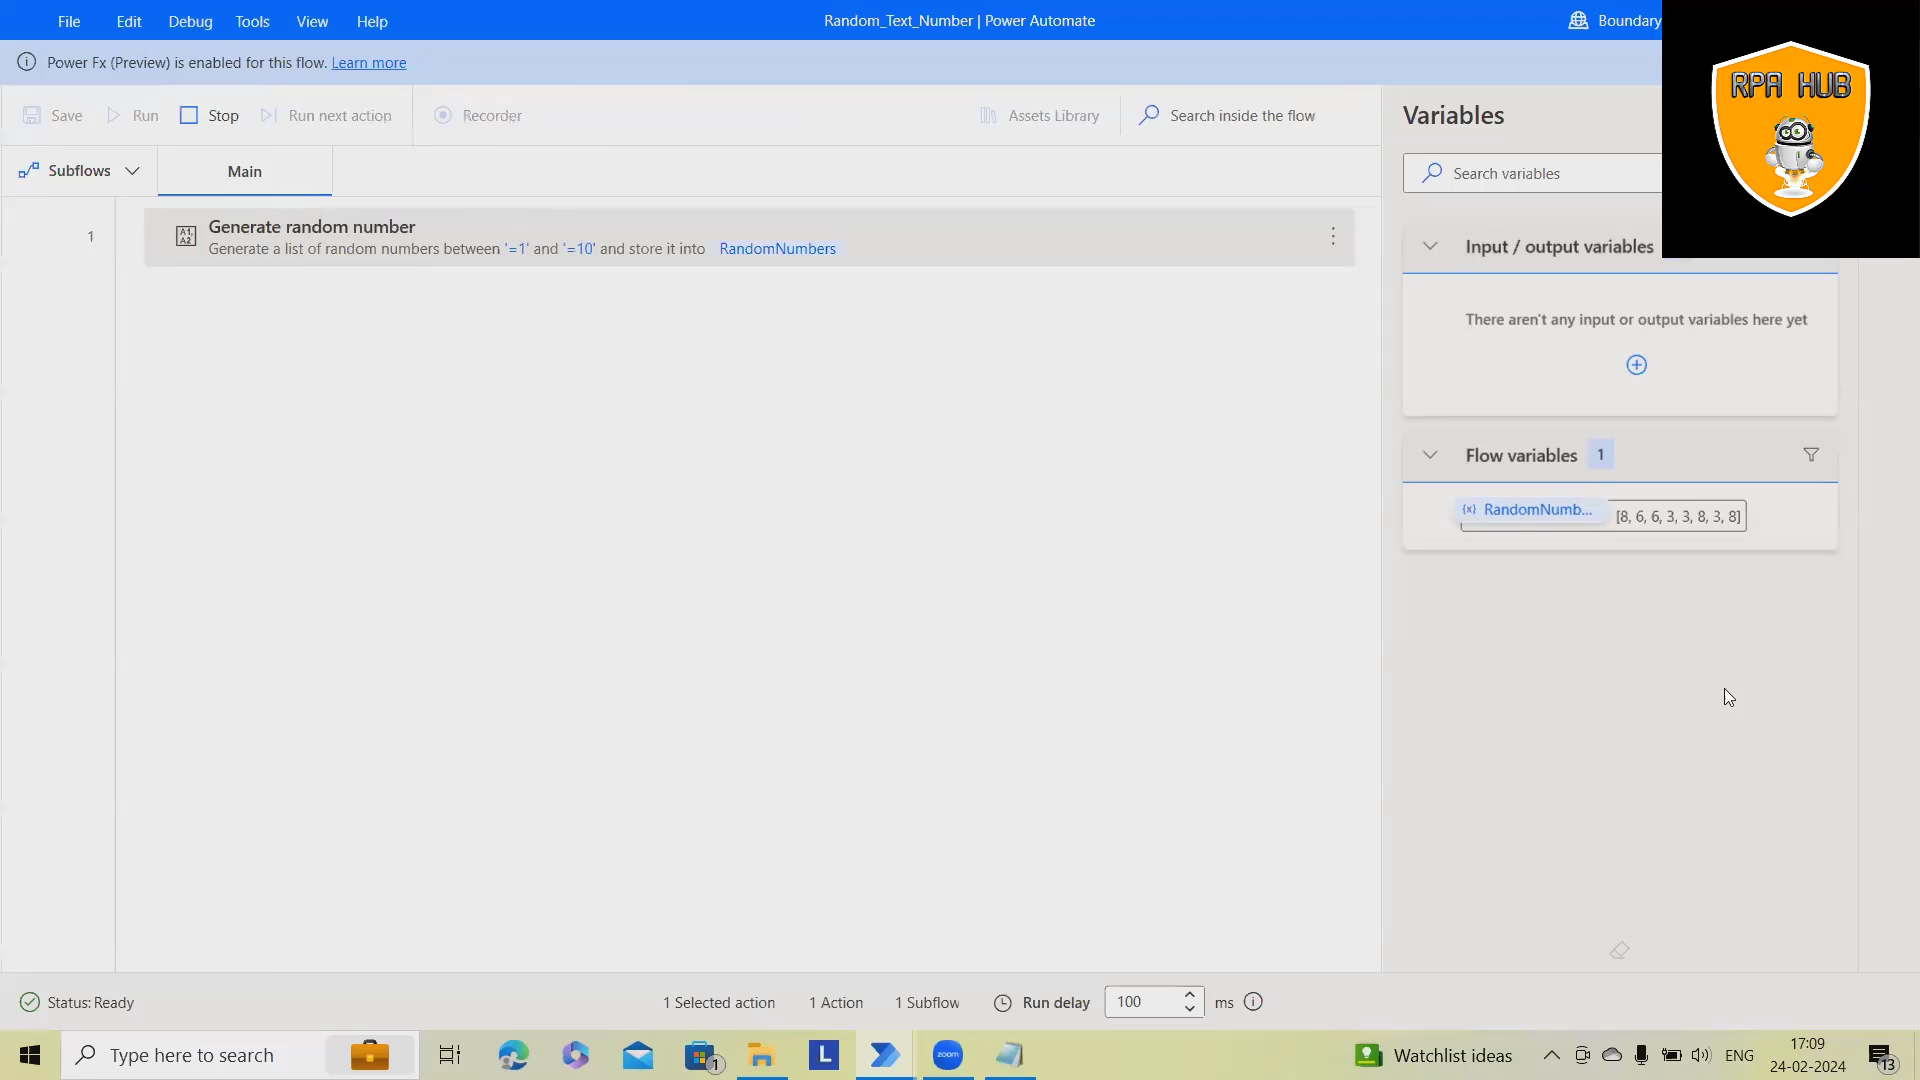 File Edit Debug Tools View Help
Random_Text_Number | Power Automate
Boundary
RPA HUB
Power Fx (Preview) is enabled for this flow. Learn more
Save Run Stop Run next action Recorder Assets Library Search inside the flow
Variables
Subflows Main
Search variables
1 Generate random number
Generate a list of random numbers between '=1' and '=10' and store it into RandomNumbers
Input / output variables
There aren't any input or output variables here yet
Flow variables 1
{x} RandomNumb... [8, 6, 6, 3, 3, 8, 3, 8]
Status: Ready 1 Selected action 1 Action 1 Subflow Run delay 100 ms
Type here to search
1
L
zoom
Watchlist ideas
ENG
17:09
24-02-2024
13
A1,
A2